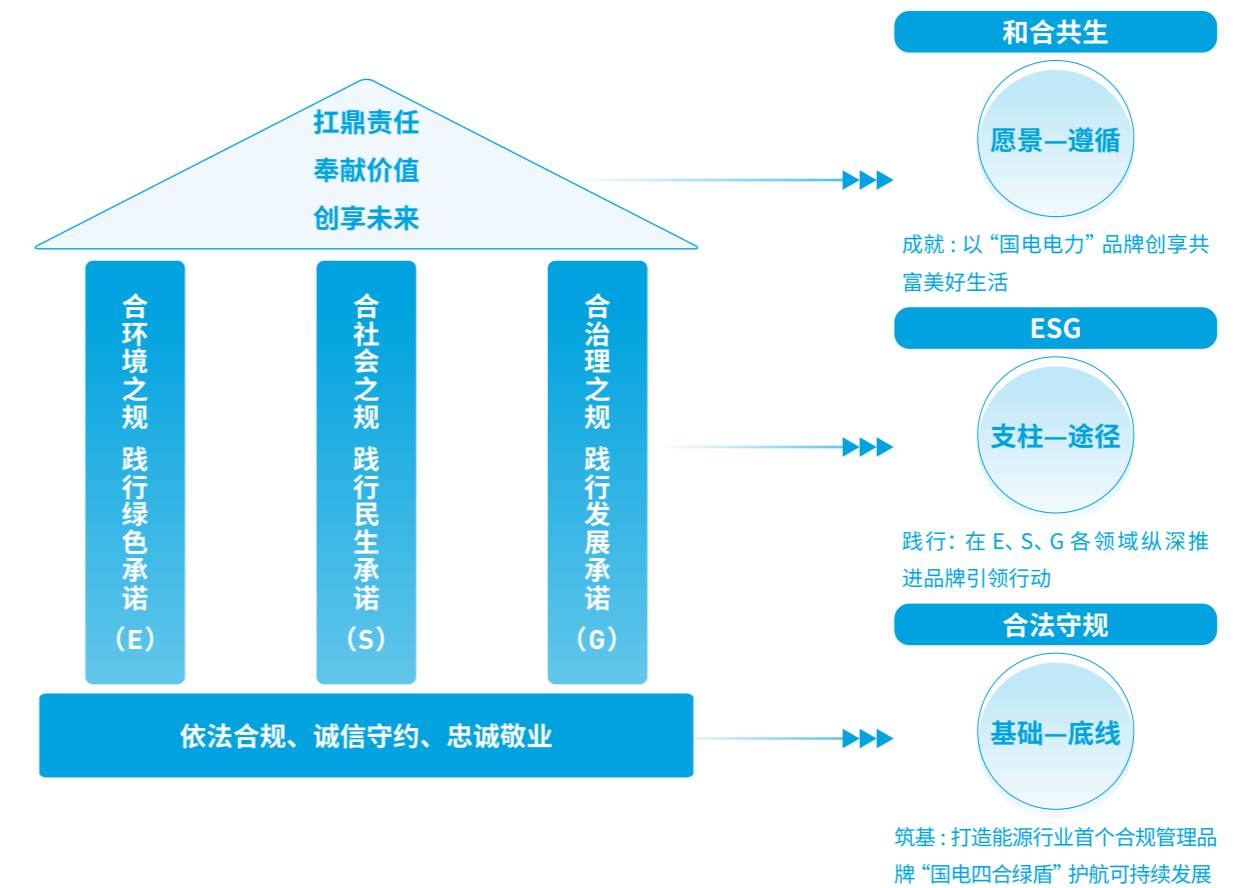 扛鼎责任
奉献价值
创享未来
合环境之规 践行绿色承诺（E）
合社会之规 践行民生承诺（S）
合治理之规 践行发展承诺（G）
依法合规、诚信守约、忠诚敬业
和合共生
愿景—遵循
成就：以“国电电力”品牌创享共
富美好生活
ESG
支柱—途径
践行：在 E、S、G 各领域纵深推
进品牌引领行动
合法守规
基础—底线
筑基：打造能源行业首个合规管理品
牌“国电四合绿盾”护航可持续发展